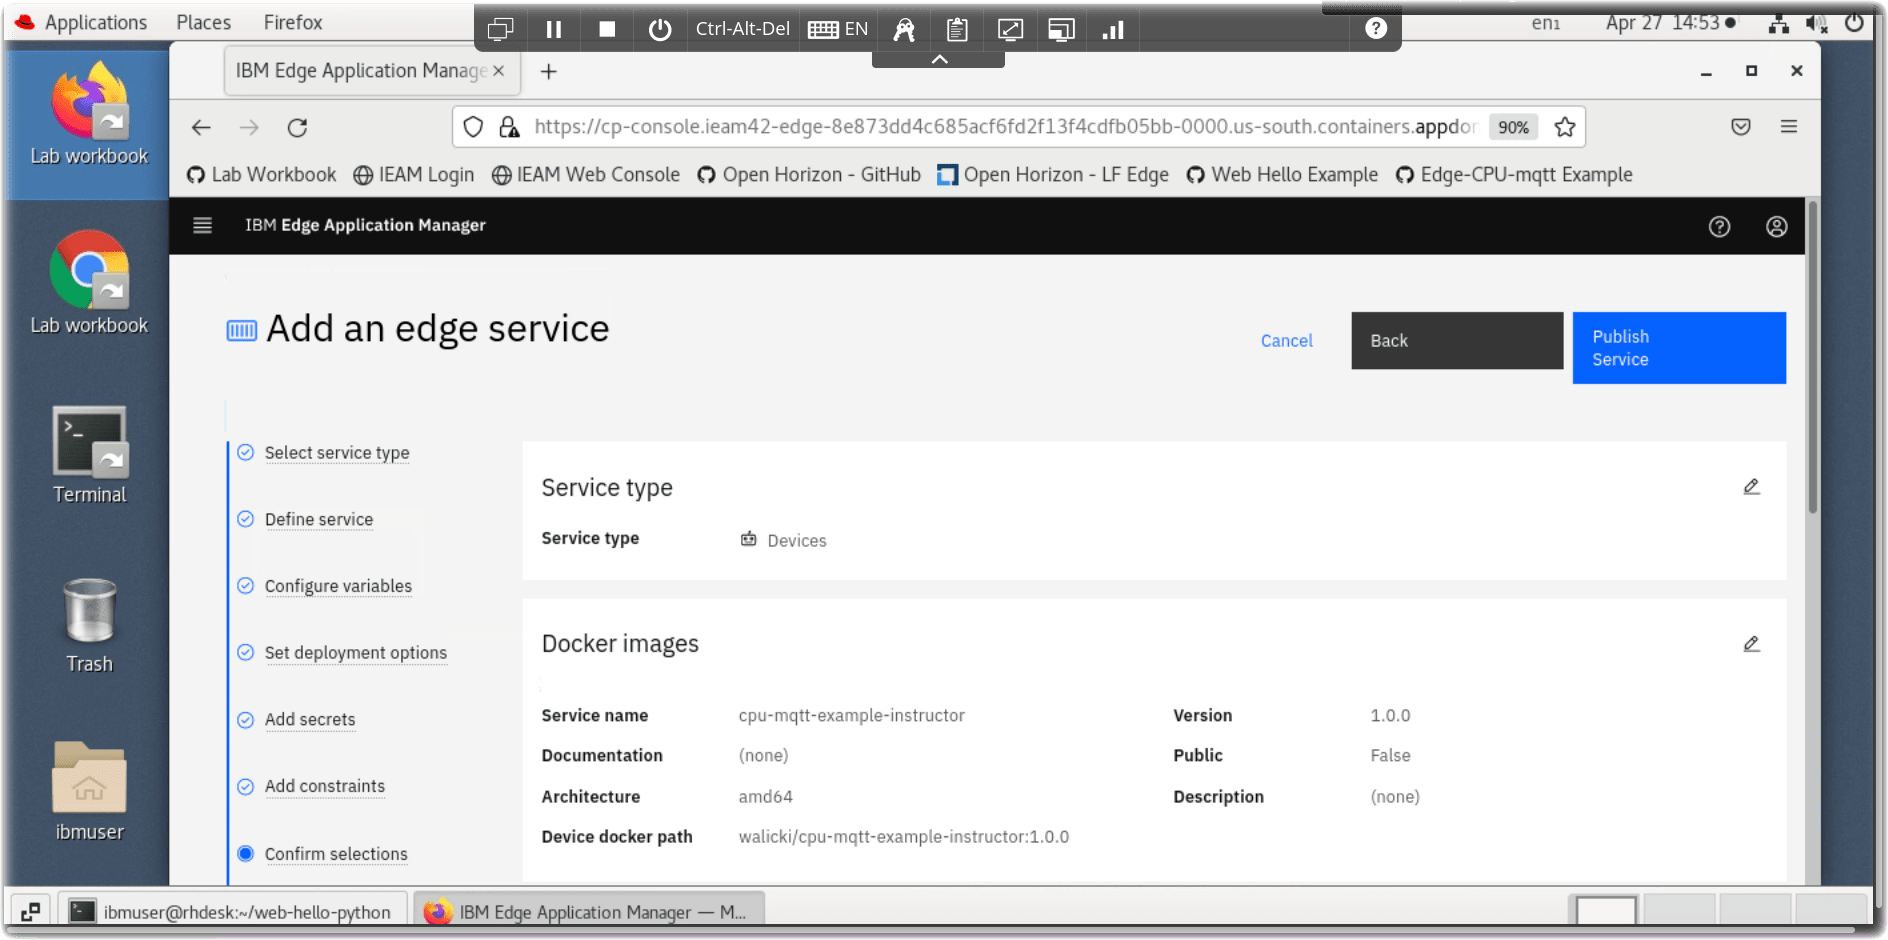 Applications Places Firefox
Ctrl-Alt-Del EN
en₁ Apr 27 14:53
IBM Edge Application Manage
https://cp-console.ieam42-edge-8e873dd4c685acf6fd2f13f4cdfb05bb-0000.us-south.containers.appdor 90%
Lab Workbook IEAM Login IEAM Web Console Open Horizon - GitHub Open Horizon - LF Edge Web Hello Example Edge-CPU-mqtt Example
IBM Edge Application Manager
Lab workbook
Lab workbook
Terminal
Trash
ibmuser
Add an edge service
Cancel
Back
Publish
Service
Select service type
Define service
Configure variables
Set deployment options
Add secrets
Add constraints
Confirm selections
Service type
Service type Devices
Docker images
Service name cpu-mqtt-example-instructor Version 1.0.0
Documentation (none) Public False
Architecture amd64 Description (none)
Device docker path walicki/cpu-mqtt-example-instructor:1.0.0
ibmuser@rhdesk:~/web-hello-python
IBM Edge Application Manager — M...